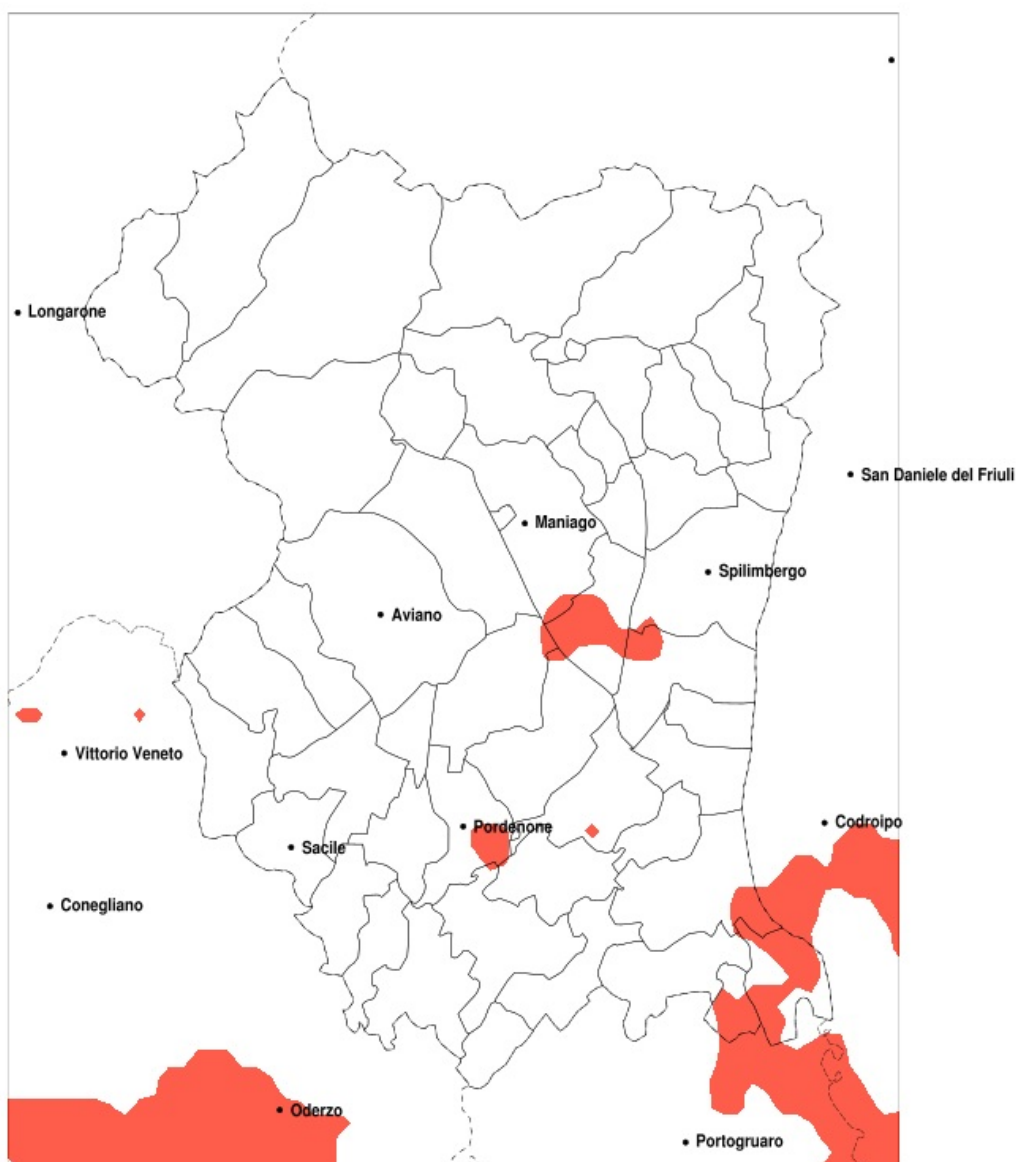 Longarone
San Daniele del Friuli
Maniago
Spilimbergo
Aviano
Vittorio Veneto
Codroipo
Pordenone
Sacile
Conegliano
Oderzo
Portogruaro